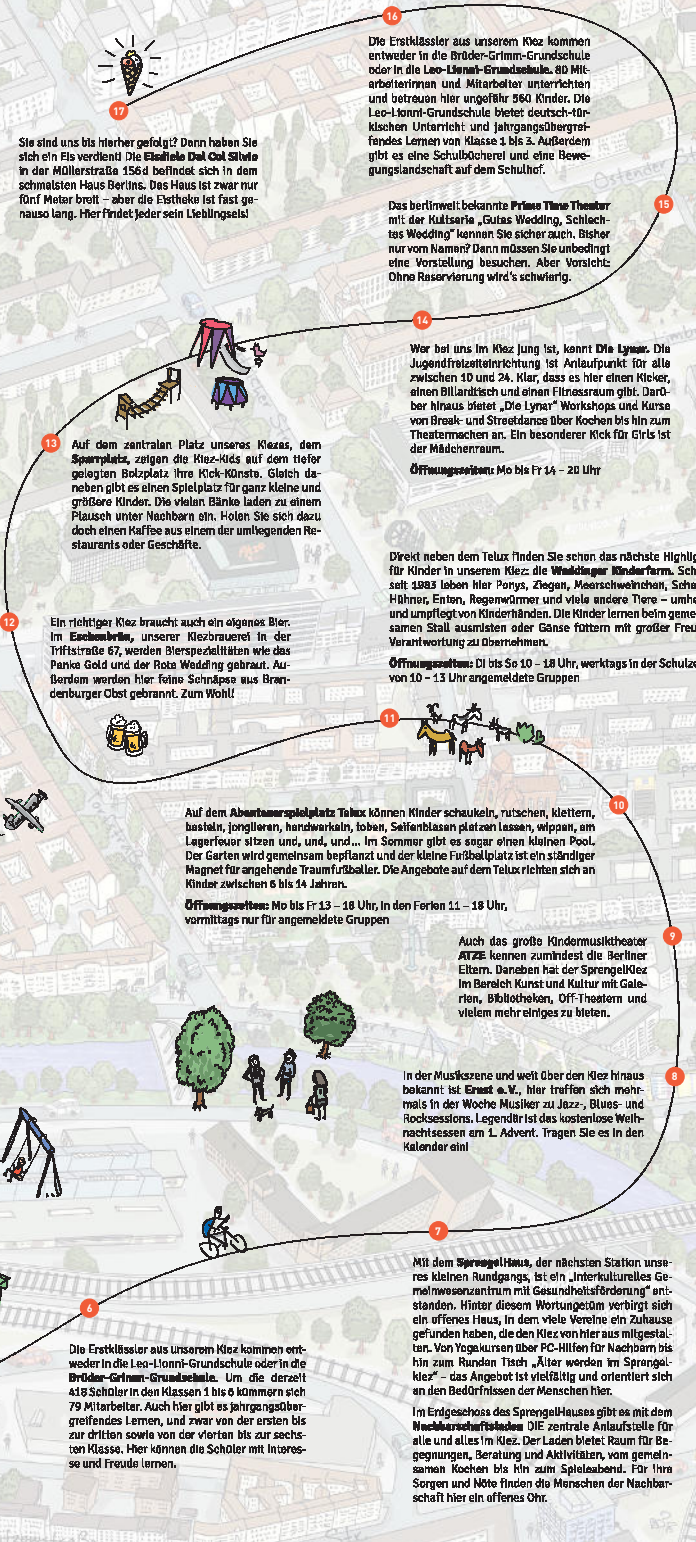 16
Die Erstklässler aus unserem Kiez kommen
entweder in die Brüder-Grimm-Grundschule
oder in die Leo-Lionni-Grundschule. 80 Mit-
arbeiterinnen und Mitarbeiter unterrichten
und betreuen hier ungefähr 560 Kinder. Die
Leo-Lionni-Grundschule bietet deutsch-tür-
kischen Unterricht und jahrgangsübergrei-
fendes Lernen von Klasse 1 bis 3. Außerdem
gibt es eine Schulbücherei und eine Bewe-
gungslandschaft auf dem Schulhof.
17
Sie sind uns bis hierher gefolgt? Dann haben Sie
sich ein Eis verdient! Die Eisdiele Dal Col Silvio
in der Müllerstraße 156d befindet sich in dem
schmalsten Haus Berlins. Das Haus ist zwar nur
fünf Meter breit – aber die Eistheke ist fast ge-
nauso lang. Hier findet jeder sein Lieblingseis!
15
Das berlinweit bekannte Prime Time Theater
mit der Kultserie „Gutes Wedding, Schlech-
tes Wedding“ kennen Sie sicher auch. Bisher
nur vom Namen? Dann müssen Sie unbedingt
eine Vorstellung besuchen. Aber Vorsicht:
Ohne Reservierung wird's schwierig.
14
Wer bei uns im Kiez jung ist, kennt Die Lynar. Die
Jugendfreizeiteinrichtung ist Anlaufpunkt für alle
zwischen 10 und 24. Klar, dass es hier einen Kicker,
einen Billardtisch und einen Fitnessraum gibt. Darü-
ber hinaus bietet „Die Lynar“ Workshops und Kurse
von Break- und Streetdance über Kochen bis hin zum
Theatermachen an. Ein besonderer Kick für Girls ist
der Mädchenraum.
Öffnungszeiten: Mo bis Fr 14 – 20 Uhr
13
Auf dem zentralen Platz unseres Kiezes, dem
Sparrplatz, zeigen die Kiez-Kids auf dem tiefer
gelegten Bolzplatz ihre Kick-Künste. Gleich da-
neben gibt es einen Spielplatz für ganz kleine und
größere Kinder. Die vielen Bänke laden zu einem
Plausch unter Nachbarn ein. Holen Sie sich dazu
doch einen Kaffee aus einem der umliegenden Re-
staurants oder Geschäfte.
Direkt neben dem Telux finden Sie schon das nächste Highlig
für Kinder in unserem Kiez: die Weddinger Kinderfarm. Sch
seit 1983 leben hier Ponys, Ziegen, Meerschweinchen, Scha
Hühner, Enten, Regenwürmer und viele andere Tiere – umhe
und umpflegt von Kinderhänden. Die Kinder lernen beim geme
samen Stall ausmisten oder Gänse füttern mit großer Freu
Verantwortung zu übernehmen.
Öffnungszeiten: Di bis So 10 – 18 Uhr, werktags in der Schulze
von 10 – 13 Uhr angemeldete Gruppen
12
Ein richtiger Kiez braucht auch ein eigenes Bier.
Im Eschenbräu, unserer Kiezbrauerei in der
Triftstraße 67, werden Bierspezialitäten wie das
Panke Gold und der Rote Wedding gebraut. Au-
ßerdem werden hier feine Schnäpse aus Bran-
denburger Obst gebrannt. Zum Wohl!
11
10
Auf dem Abenteuerspielplatz Telux können Kinder schaukeln, rutschen, klettern,
basteln, jonglieren, handwerkeln, toben, Seifenblasen platzen lassen, wippen, am
Lagerfeuer sitzen und, und, und... Im Sommer gibt es sogar einen kleinen Pool.
Der Garten wird gemeinsam bepflanzt und der kleine Fußballplatz ist ein ständiger
Magnet für angehende Traumfußballer. Die Angebote auf dem Telux richten sich an
Kinder zwischen 6 bis 14 Jahren.
Öffnungszeiten: Mo bis Fr 13 – 18 Uhr, in den Ferien 11 – 18 Uhr,
vormittags nur für angemeldete Gruppen
9
Auch das große Kindermusiktheater
ATZE kennen zumindest die Berliner
Eltern. Daneben hat der SprengelKiez
im Bereich Kunst und Kultur mit Gale-
rien, Bibliotheken, Off-Theatern und
vielem mehr einiges zu bieten.
8
In der Musikszene und weit über den Kiez hinaus
bekannt ist Ernst e.V., hier treffen sich mehr-
mals in der Woche Musiker zu Jazz-, Blues- und
Rocksessions. Legendär ist das kostenlose Weih-
nachtsessen am 1. Advent. Tragen Sie es in den
Kalender ein!
7
Mit dem SprengelHaus, der nächsten Station unse-
res kleinen Rundgangs, ist ein „Interkulturelles Ge-
meinwesenzentrum mit Gesundheitsförderung“ ent-
standen. Hinter diesem Wortungetüm verbirgt sich
ein offenes Haus, in dem viele Vereine ein Zuhause
gefunden haben, die den Kiez von hier aus mitgestal-
ten. Von Yogakursen über PC-Hilfen für Nachbarn bis
hin zum Runden Tisch „Älter werden im Sprengel-
kiez“ – das Angebot ist vielfältig und orientiert sich
an den Bedürfnissen der Menschen hier.
Im Erdgeschoss des SprengelHauses gibt es mit dem
Nachbarschaftsladen DIE zentrale Anlaufstelle für
alle und alles im Kiez. Der Laden bietet Raum für Be-
gegnungen, Beratung und Aktivitäten, vom gemein-
samen Kochen bis hin zum Spieleabend. Für ihre
Sorgen und Nöte finden die Menschen der Nachbar-
schaft hier ein offenes Ohr.
6
Die Erstklässler aus unserem Kiez kommen ent-
weder in die Leo-Lionni-Grundschule oder in die
Brüder-Grimm-Grundschule. Um die derzeit
418 Schüler in den Klassen 1 bis 6 kümmern sich
79 Mitarbeiter. Auch hier gibt es jahrgangsüber-
greifendes Lernen, und zwar von der ersten bis
zur dritten sowie von der vierten bis zur sechs-
ten Klasse. Hier können die Schüler mit Interes-
se und Freude lernen.